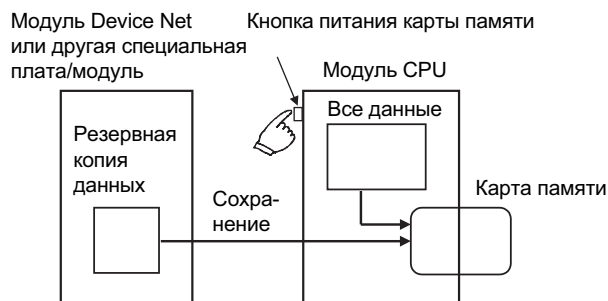 Модуль Device Net
или другая специальная
плата/модуль
Кнопка питания карты памяти
Модуль CPU
Резервная
копия
данных
Все данные
Сохра-
нение
Карта памяти